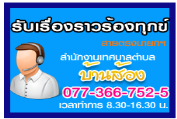 รับเรื่องราวร้องทุกข์
สำนักงานเทศบาลตำบล
บ้านส้อง
077-366-752-5
เวลาทำการ 8.30-16.30 น.